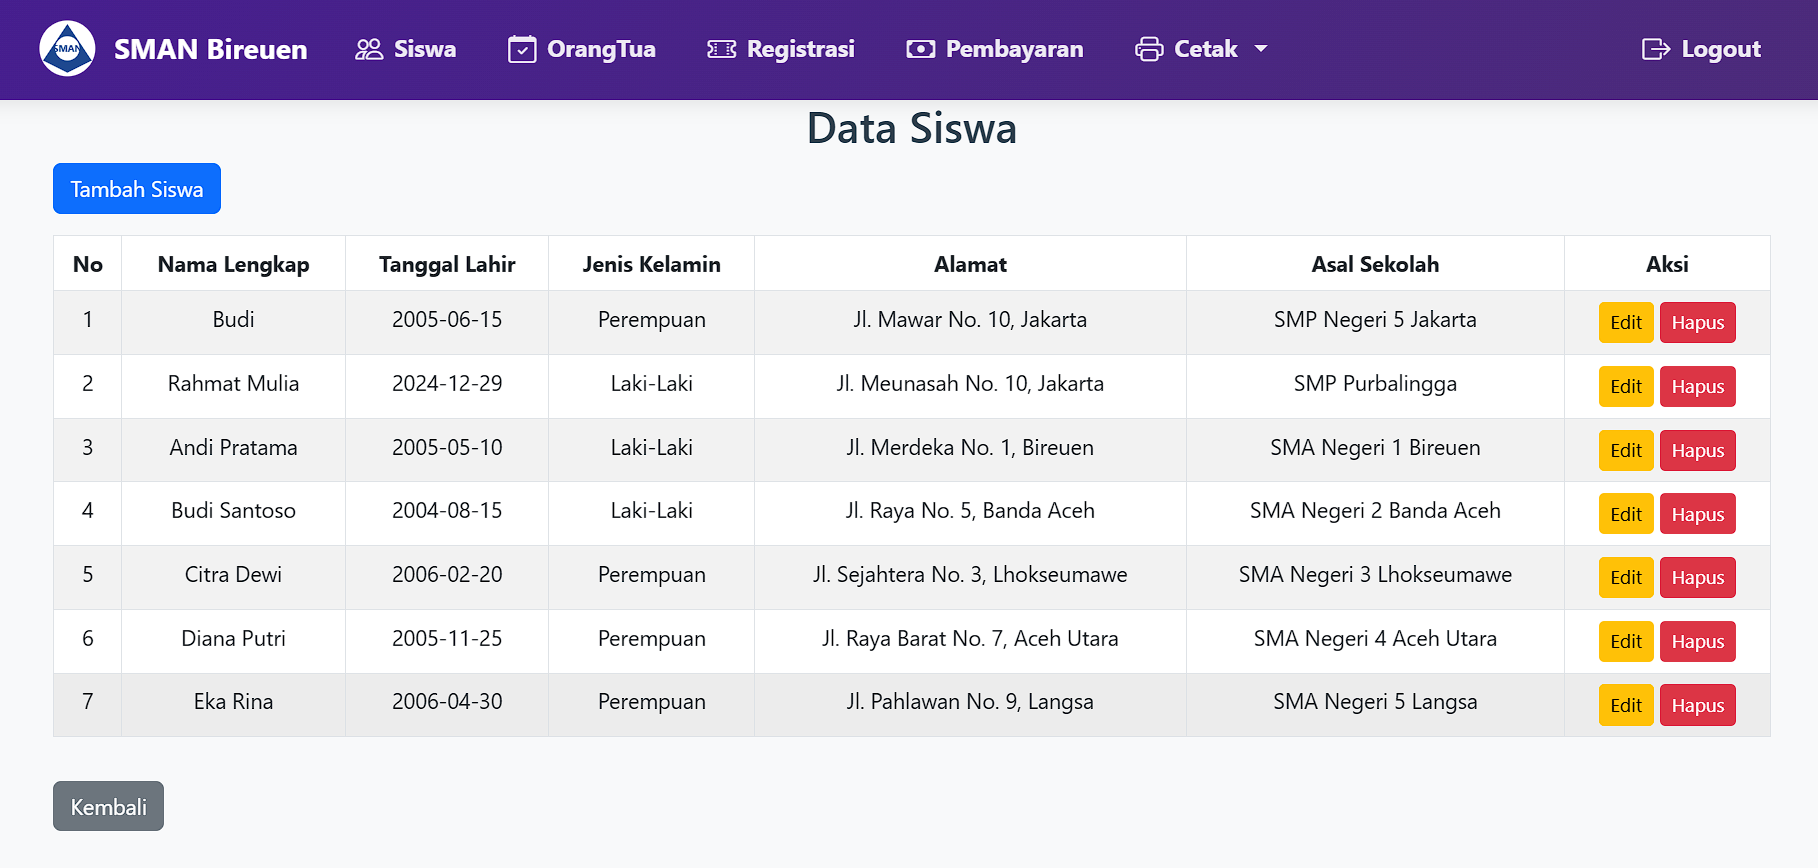 SMAN SMAN Bireuen Siswa OrangTua Registrasi Pembayaran Cetak Logout
Data Siswa
Tambah Siswa
No Nama Lengkap Tanggal Lahir Jenis Kelamin Alamat Asal Sekolah Aksi
1 Budi 2005-06-15 Perempuan Jl. Mawar No. 10, Jakarta SMP Negeri 5 Jakarta Edit Hapus
2 Rahmat Mulia 2024-12-29 Laki-Laki Jl. Meunasah No. 10, Jakarta SMP Purbalingga Edit Hapus
3 Andi Pratama 2005-05-10 Laki-Laki Jl. Merdeka No. 1, Bireuen SMA Negeri 1 Bireuen Edit Hapus
4 Budi Santoso 2004-08-15 Laki-Laki Jl. Raya No. 5, Banda Aceh SMA Negeri 2 Banda Aceh Edit Hapus
5 Citra Dewi 2006-02-20 Perempuan Jl. Sejahtera No. 3, Lhokseumawe SMA Negeri 3 Lhokseumawe Edit Hapus
6 Diana Putri 2005-11-25 Perempuan Jl. Raya Barat No. 7, Aceh Utara SMA Negeri 4 Aceh Utara Edit Hapus
7 Eka Rina 2006-04-30 Perempuan Jl. Pahlawan No. 9, Langsa SMA Negeri 5 Langsa Edit Hapus
Kembali